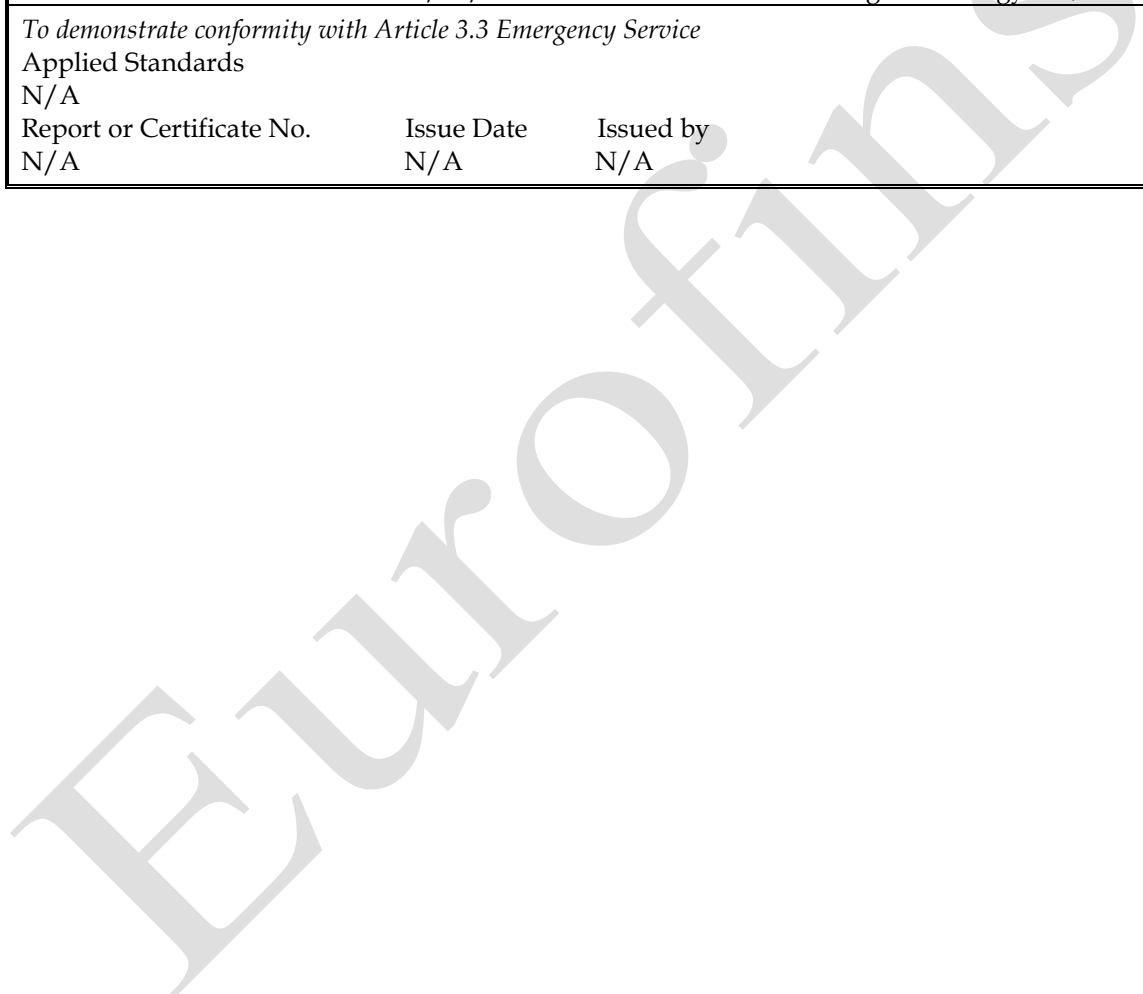 To demonstrate conformity with Article 3.3 Emergency Service
Applied Standards
N/A
Report or Certificate No. Issue Date Issued by
N/A N/A N/A
Eurofins